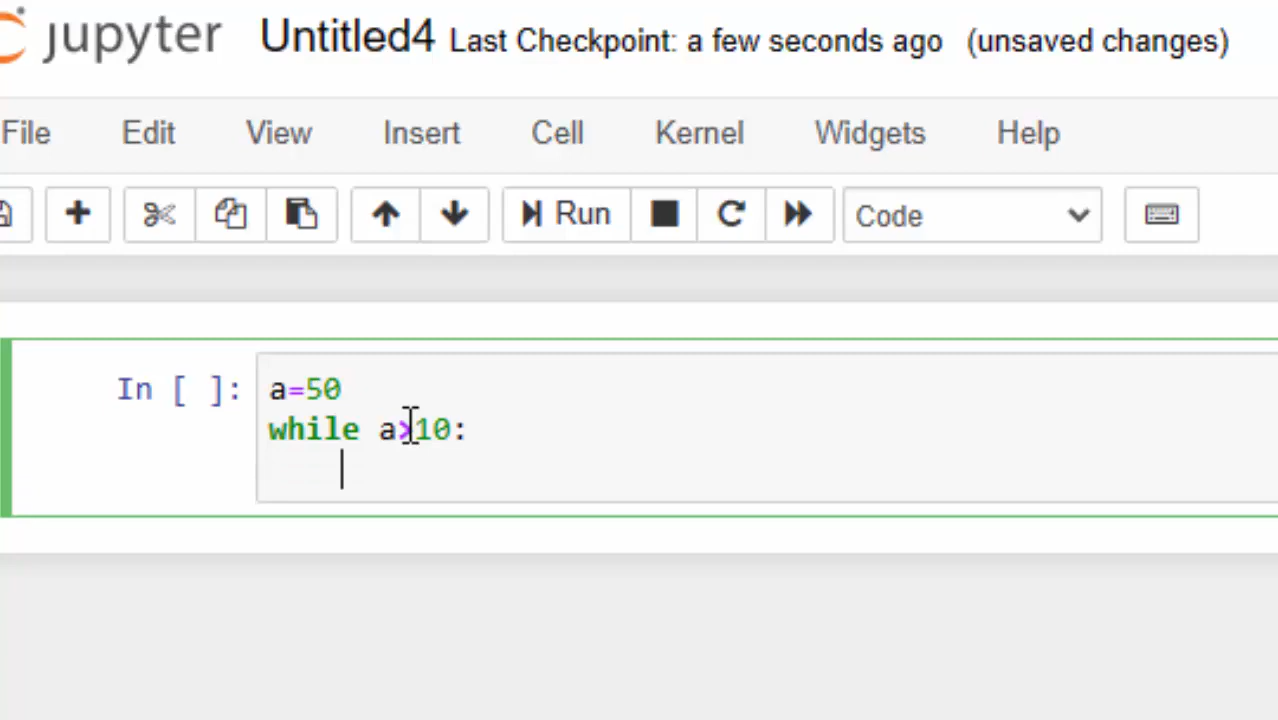 jupyter Untitled4 Last Checkpoint: a few seconds ago (unsaved changes)
File Edit View Insert Cell Kernel Widgets Help
Run Code
In [ ]: a=50
while a>10: